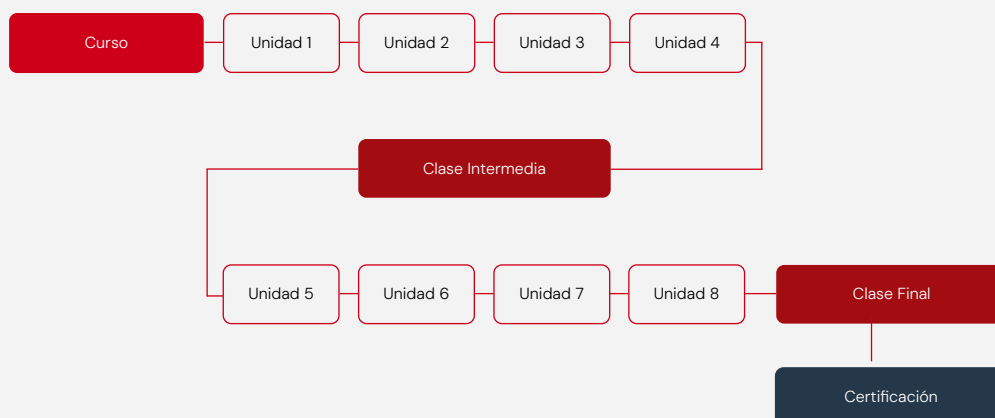 Curso
Unidad 1
Unidad 2
Unidad 3
Unidad 4
Clase Intermedia
Unidad 5
Unidad 6
Unidad 7
Unidad 8
Clase Final
Certificación